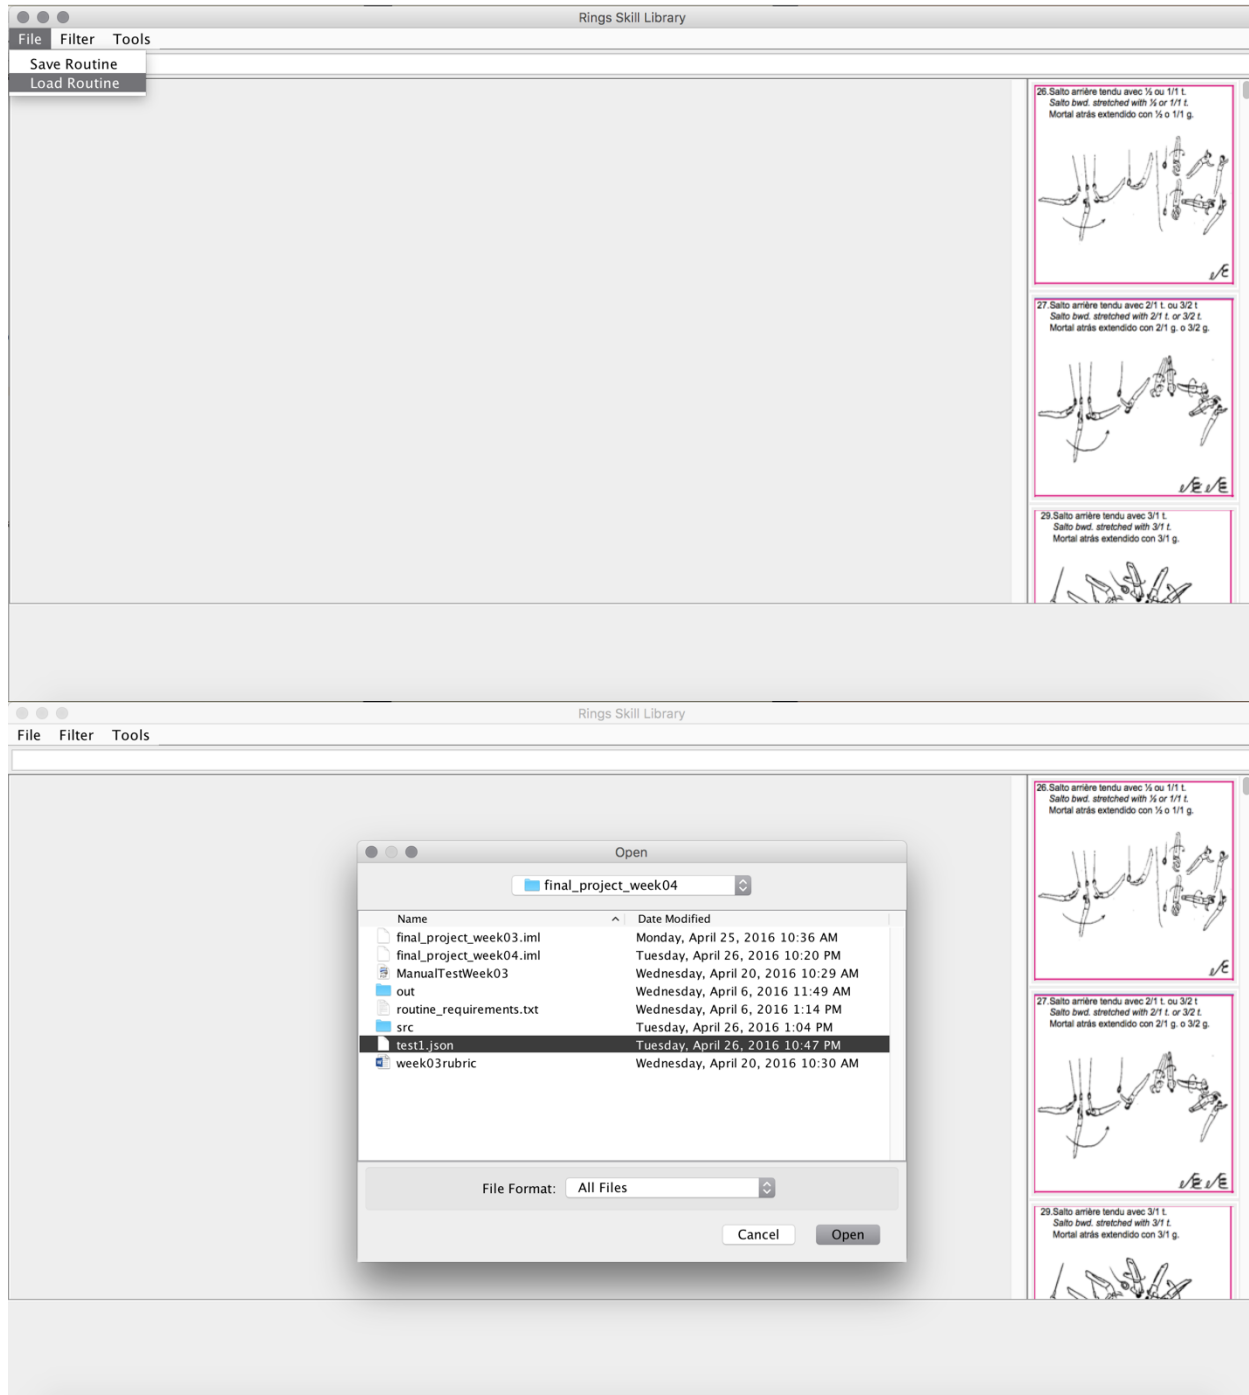 Rings Skill Library
File Filter Tools
Save Routine
Load Routine
26.Salto arrière tendu avec ½ ou 1/1 t.
Salto bwd. stretched with ½ or 1/1 t.
Mortal atrás extendido con ½ o 1/1 g.
27.Salto arrière tendu avec 2/1 t. ou 3/2 t
Salto bwd. stretched with 2/1 t. or 3/2 t.
Mortal atrás extendido con 2/1 g. o 3/2 g.
29.Salto arrière tendu avec 3/1 t.
Salto bwd. stretched with 3/1 t.
Mortal atrás extendido con 3/1 g.
Rings Skill Library
File Filter Tools
Open
final_project_week04
Name Date Modified
final_project_week03.iml Monday, April 25, 2016 10:36 AM
final_project_week04.iml Tuesday, April 26, 2016 10:20 PM
ManualTestWeek03 Wednesday, April 20, 2016 10:29 AM
out Wednesday, April 6, 2016 11:49 AM
routine_requirements.txt Wednesday, April 6, 2016 1:14 PM
src Tuesday, April 26, 2016 1:04 PM
test1.json Tuesday, April 26, 2016 10:47 PM
week03rubric Wednesday, April 20, 2016 10:30 AM
File Format: All Files
Cancel Open
26.Salto arrière tendu avec ½ ou 1/1 t.
Salto bwd. stretched with ½ or 1/1 t.
Mortal atrás extendido con ½ o 1/1 g.
27.Salto arrière tendu avec 2/1 t. ou 3/2 t
Salto bwd. stretched with 2/1 t. or 3/2 t.
Mortal atrás extendido con 2/1 g. o 3/2 g.
29.Salto arrière tendu avec 3/1 t.
Salto bwd. stretched with 3/1 t.
Mortal atrás extendido con 3/1 g.